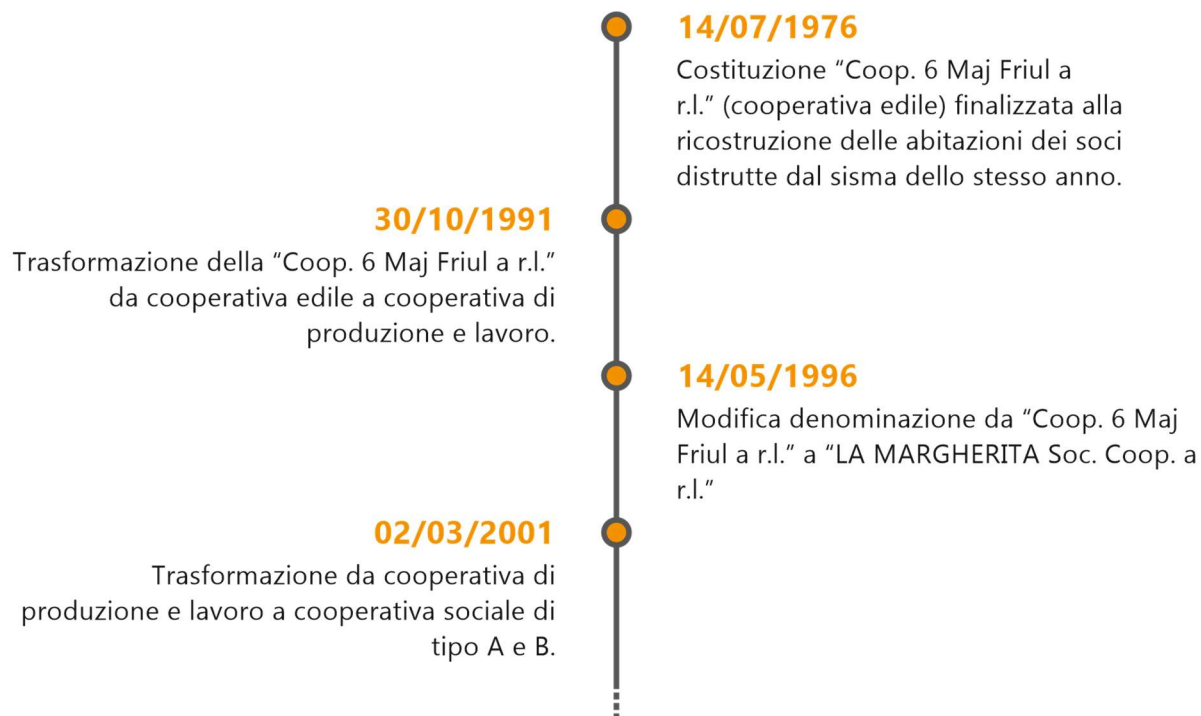 14/07/1976
Costituzione “Coop. 6 Maj Friul a
r.l.” (cooperativa edile) finalizzata alla
ricostruzione delle abitazioni dei soci
distrutte dal sisma dello stesso anno.
30/10/1991
Trasformazione della “Coop. 6 Maj Friul a r.l.”
da cooperativa edile a cooperativa di
produzione e lavoro.
14/05/1996
Modifica denominazione da “Coop. 6 Maj
Friul a r.l.” a “LA MARGHERITA Soc. Coop. a
r.l.”
02/03/2001
Trasformazione da cooperativa di
produzione e lavoro a cooperativa sociale di
tipo A e B.